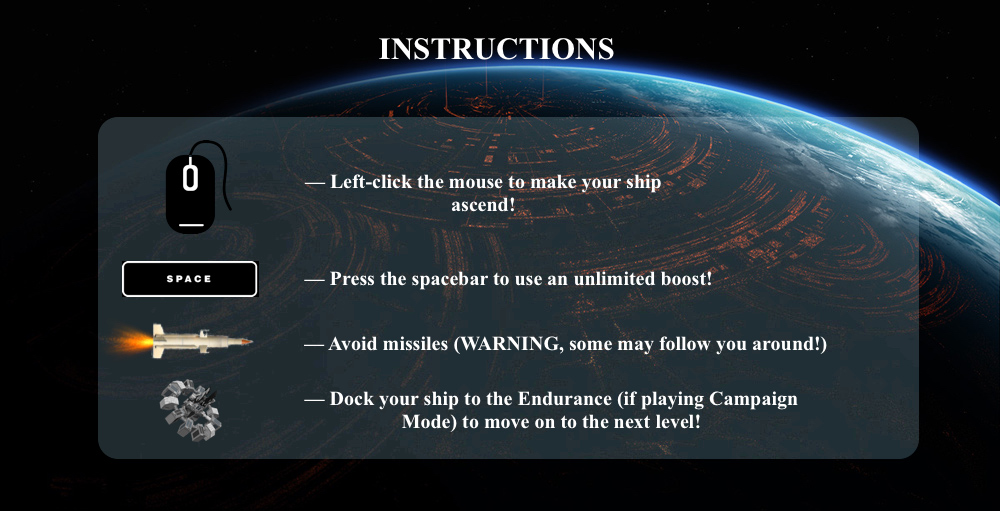 INSTRUCTIONS
— Left-click the mouse to make your ship
ascend!
SPACE
— Press the spacebar to use an unlimited boost!
— Avoid missiles (WARNING, some may follow you around!)
— Dock your ship to the Endurance (if playing Campaign
Mode) to move on to the next level!